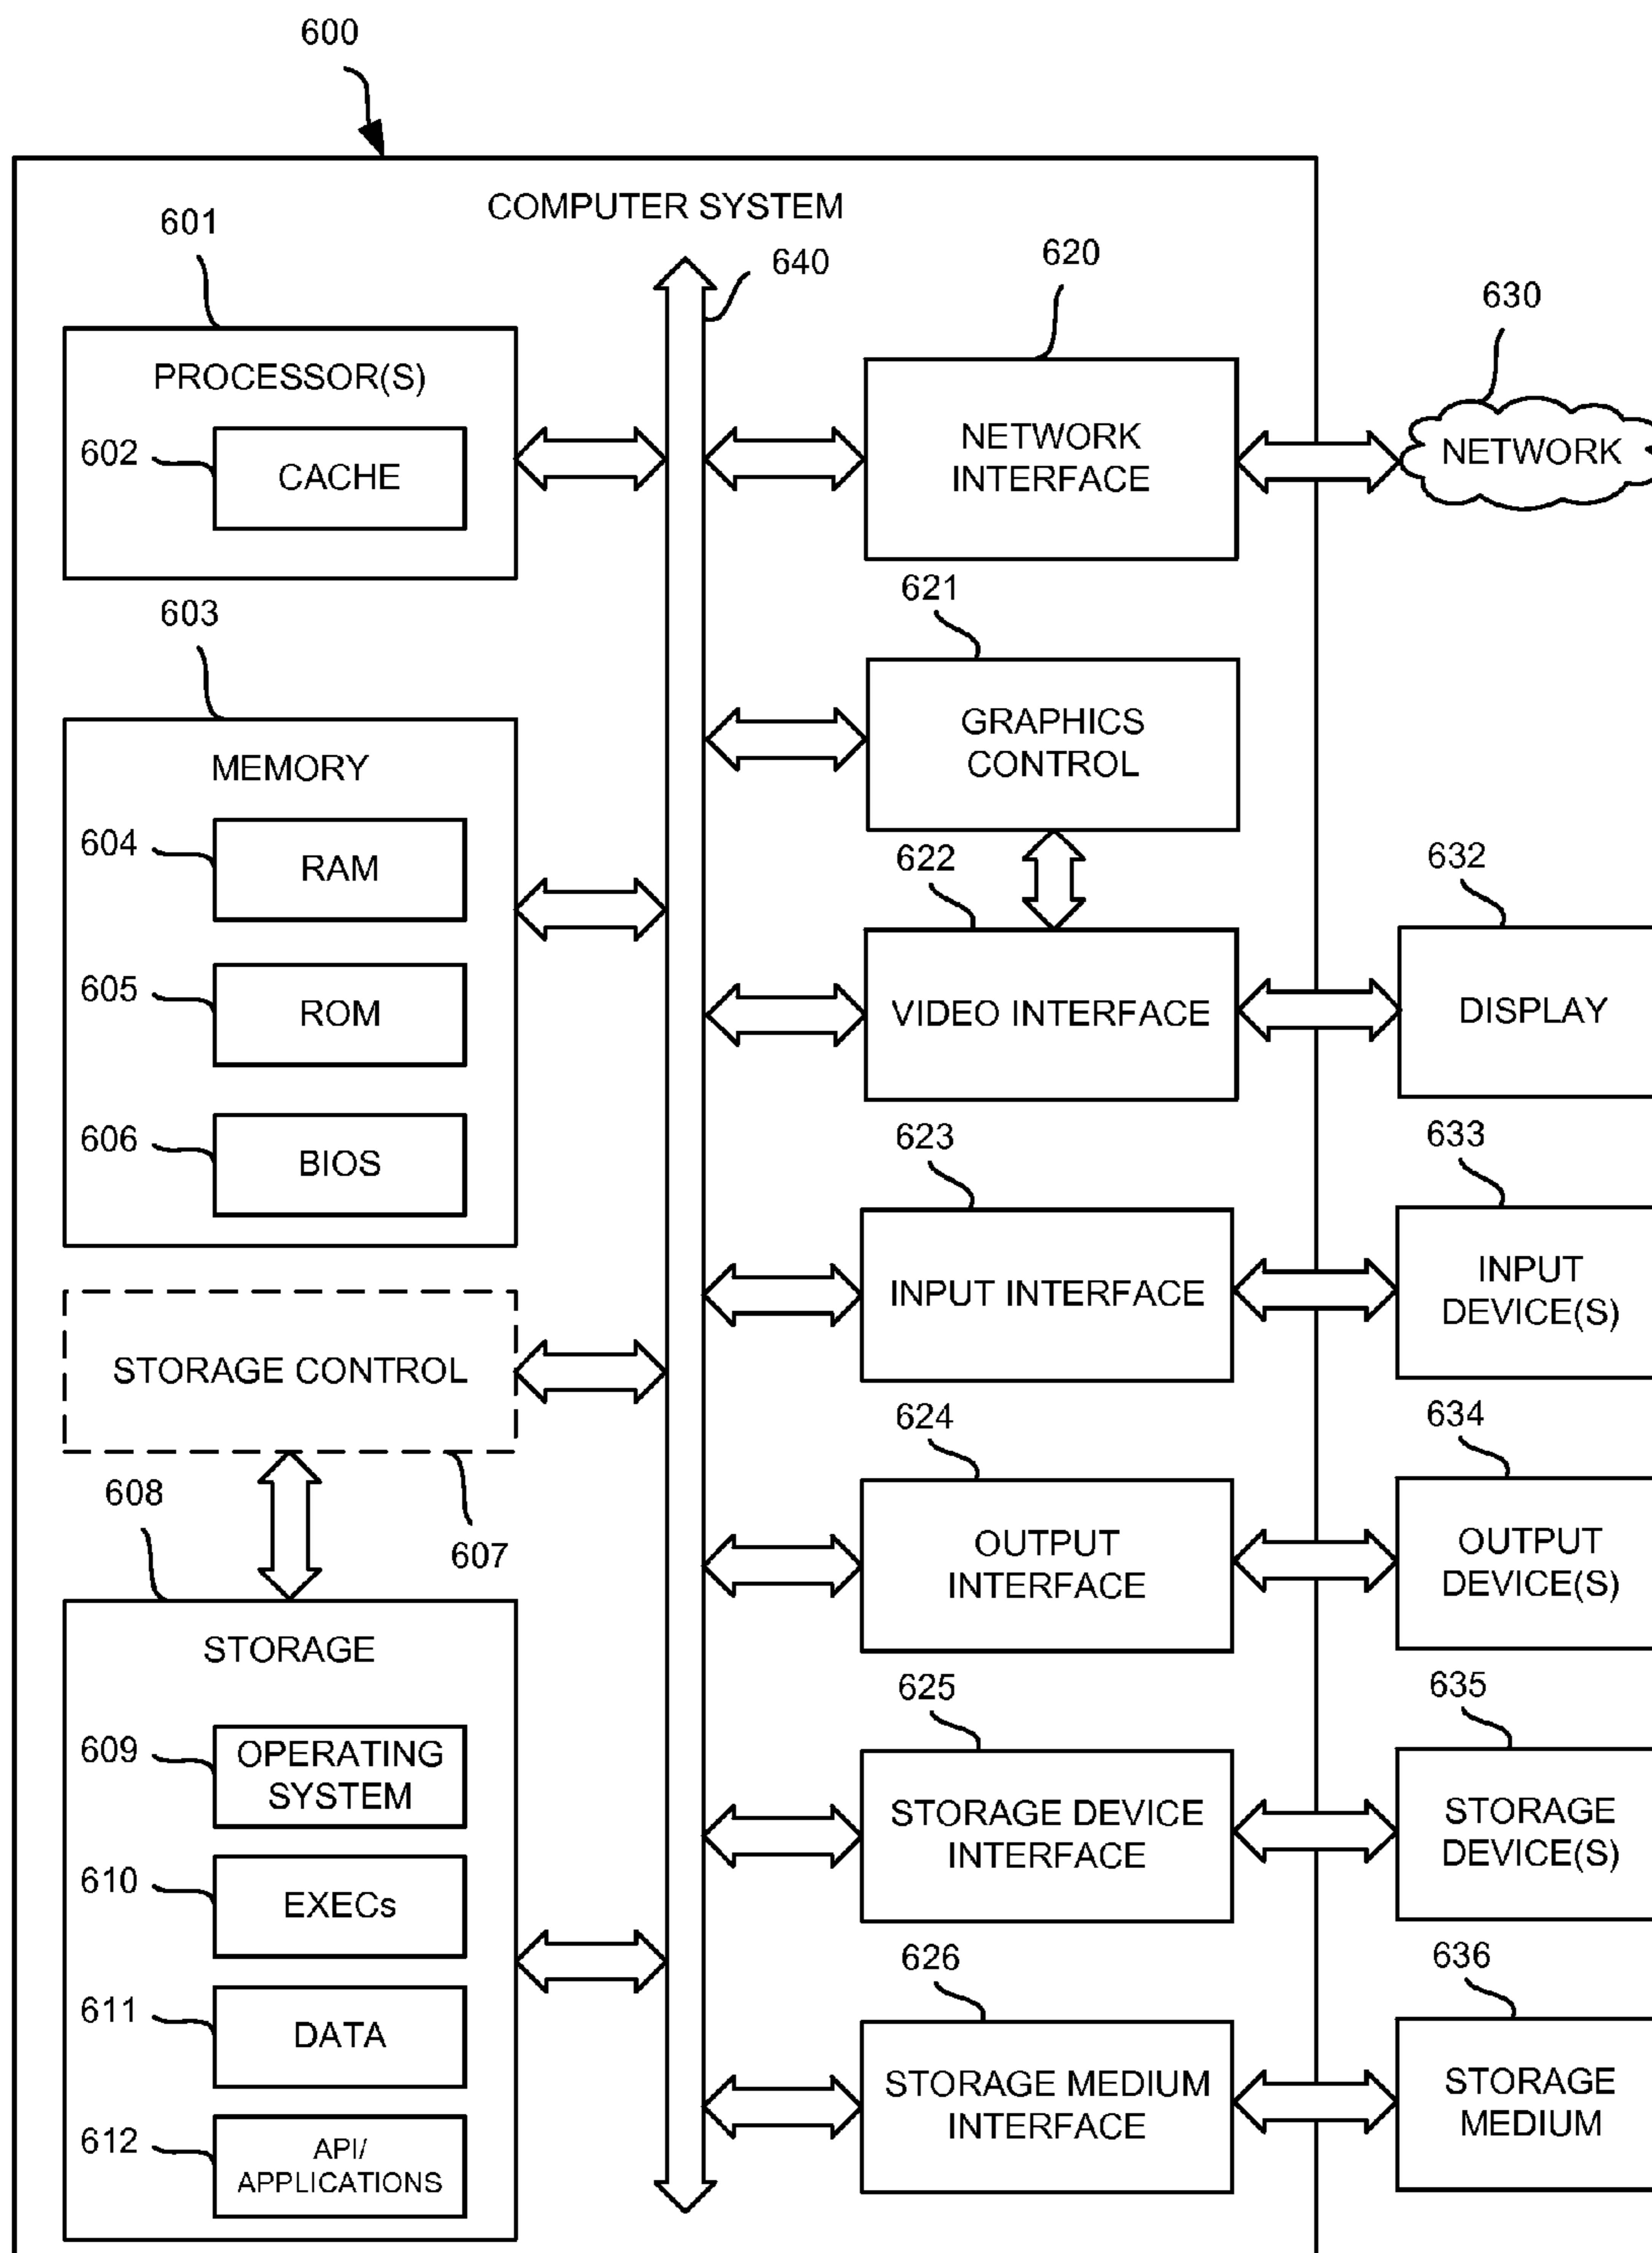 600
COMPUTER SYSTEM
601
640
620
630
PROCESSOR(S)
602
CACHE
NETWORK
INTERFACE
NETWORK
621
603
GRAPHICS
CONTROL
MEMORY
604
RAM
622
632
605
ROM
VIDEO INTERFACE
DISPLAY
606
BIOS
623
633
INPUT INTERFACE
INPUT
DEVICE(S)
STORAGE CONTROL
607
624
634
608
OUTPUT
INTERFACE
OUTPUT
DEVICE(S)
STORAGE
625
635
609
OPERATING
SYSTEM
STORAGE DEVICE
INTERFACE
STORAGE
DEVICE(S)
610
EXECs
626
636
611
DATA
STORAGE MEDIUM
INTERFACE
STORAGE
MEDIUM
612
API/
APPLICATIONS